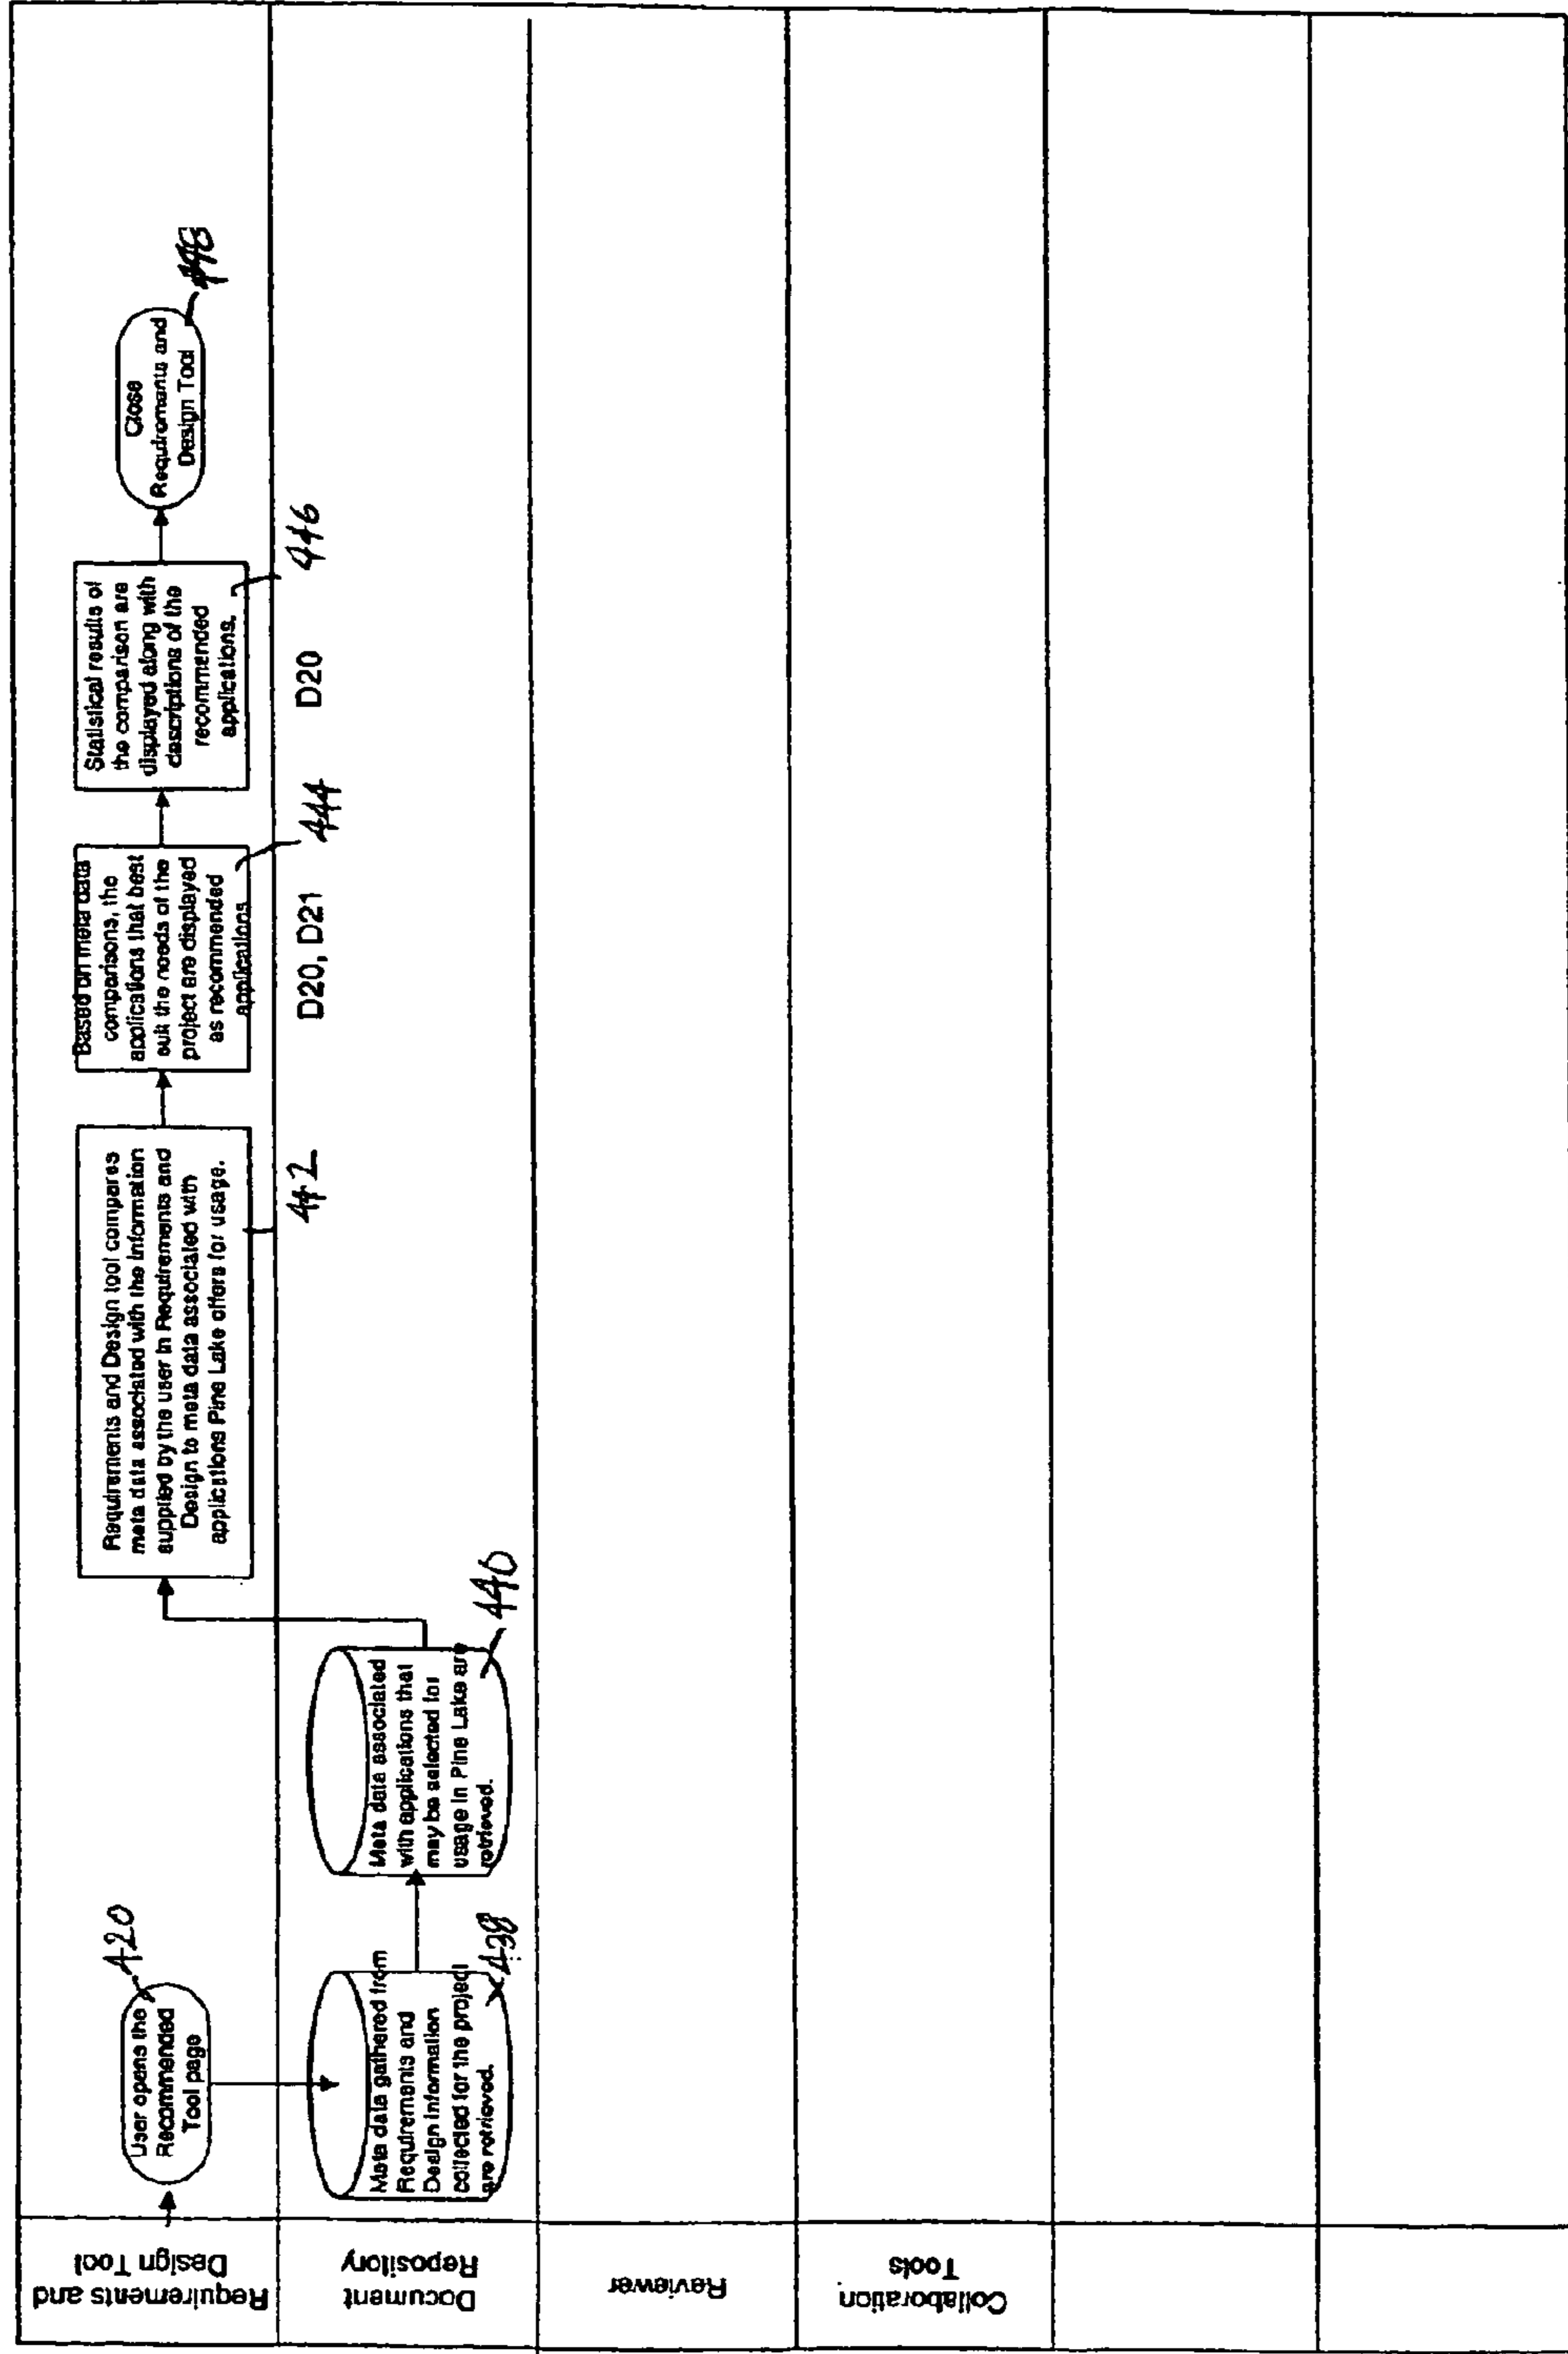 Requirements and
Design Tool
Document
Repository
Reviewer
Collaboration
Tools
User opens the
Recommended
Tool page
420
Meta data gathered from
Requirements and
Design Information
collected for the project
are retrieved.
438
Meta data associated
with applications that
may be selected for
usage in Pine Lake are
retrieved.
440
Requirements and Design tool compares
meta data associated with the information
supplied by the user in Requirements and
Design to meta data associated with
applications Pine Lake offers for usage.
442
Based on meta data
comparisons, the
applications that best
suit the needs of the
project are displayed
as recommended
applications
444
D20, D21
Statistical results of
the comparison are
displayed along with
descriptions of the
recommended
applications.
446
D20
Close
Requirements and
Design Tool